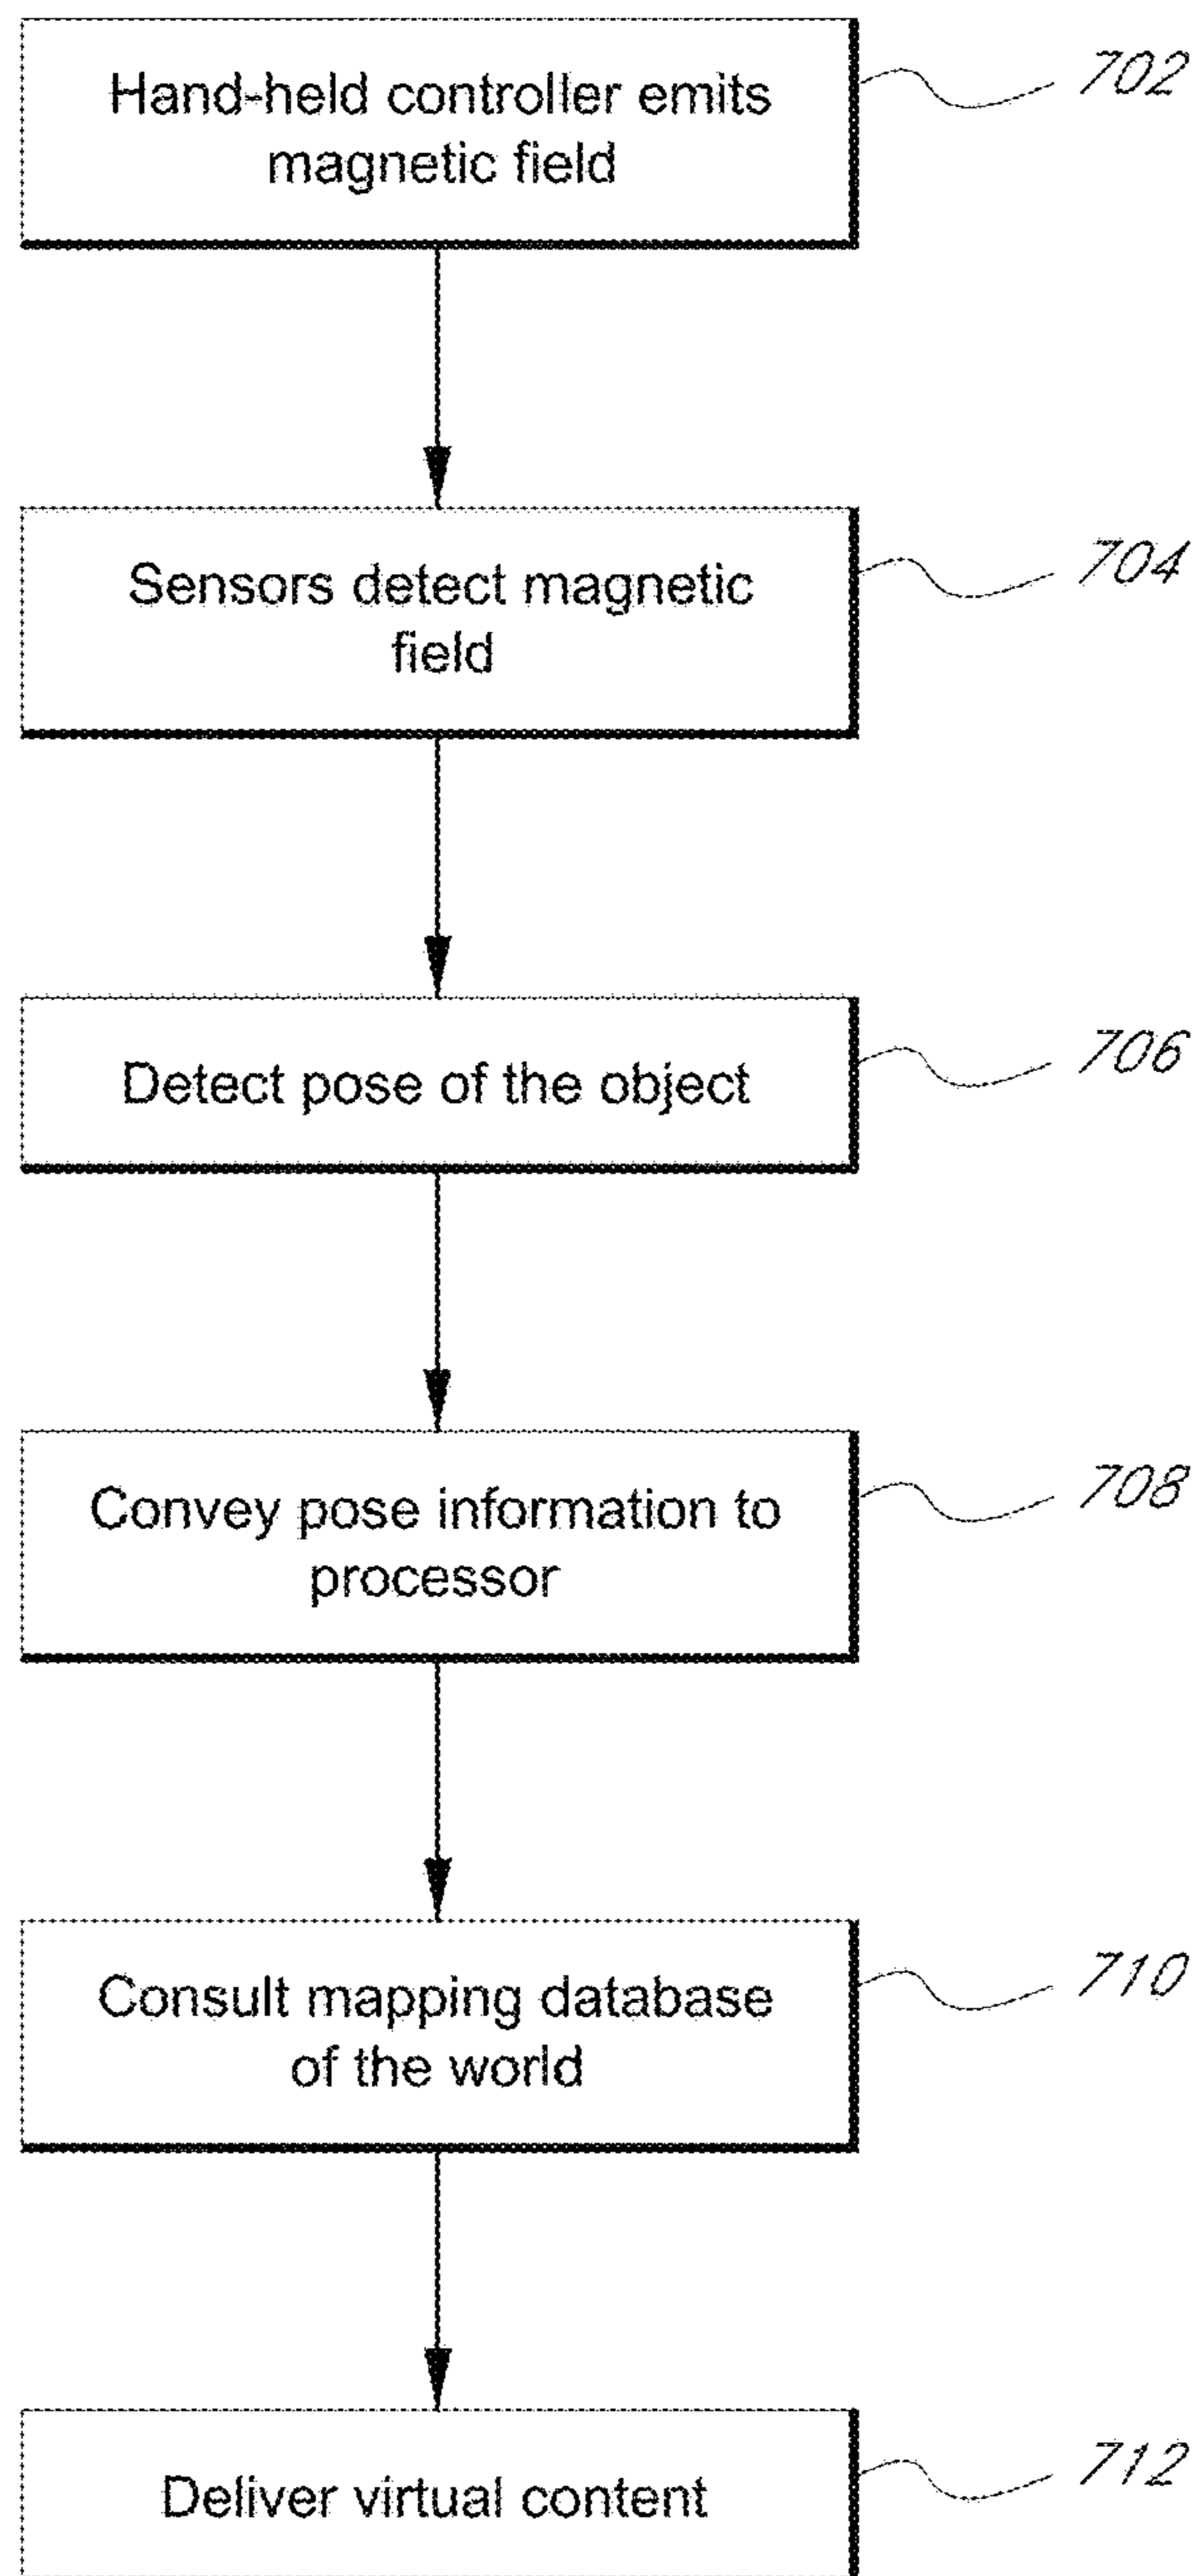 Hand-held controller emits
magnetic field
702
Sensors detect magnetic
field
704
Detect pose of the object
706
Convey pose information to
processor
708
Consult mapping database
of the world
710
Deliver virtual content
712